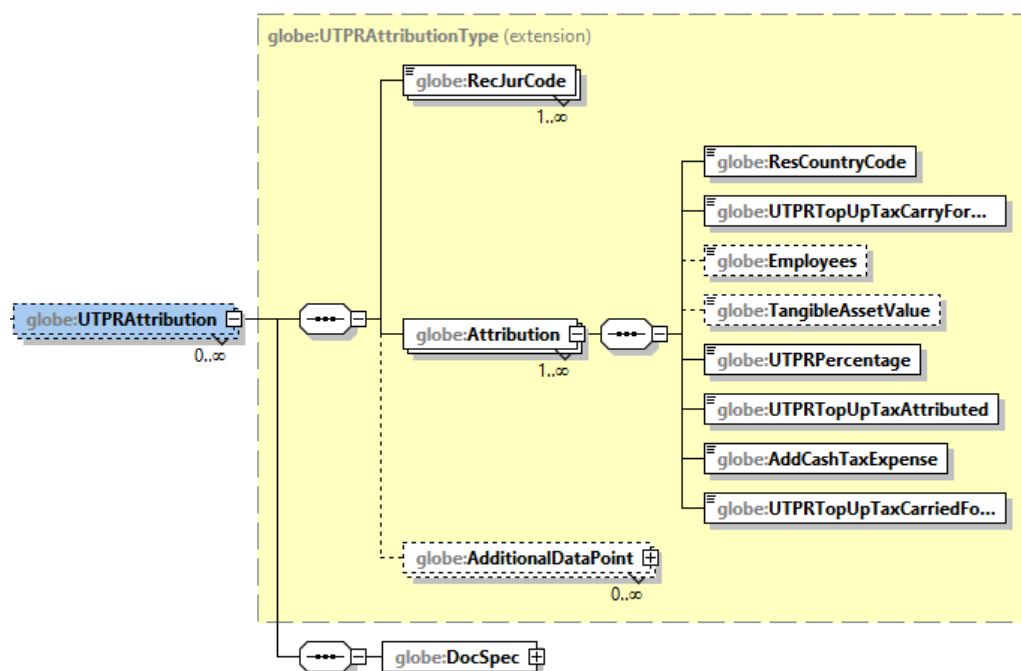 globe:UTPRAttributionType (extension)
globe:RecJurCode
1..∞
globe:ResCountryCode
globe:UTPRTopUpTaxCarryFor...
globe:Employees
globe:UTPRAttribution
0..∞
globe:TangibleAssetValue
globe:Attribution
1..∞
globe:UTPRPercentage
globe:UTPRTopUpTaxAttributed
globe:AddCashTaxExpense
globe:UTPRTopUpTaxCarriedFo...
globe:AdditionalDataPoint
0..∞
globe:DocSpec